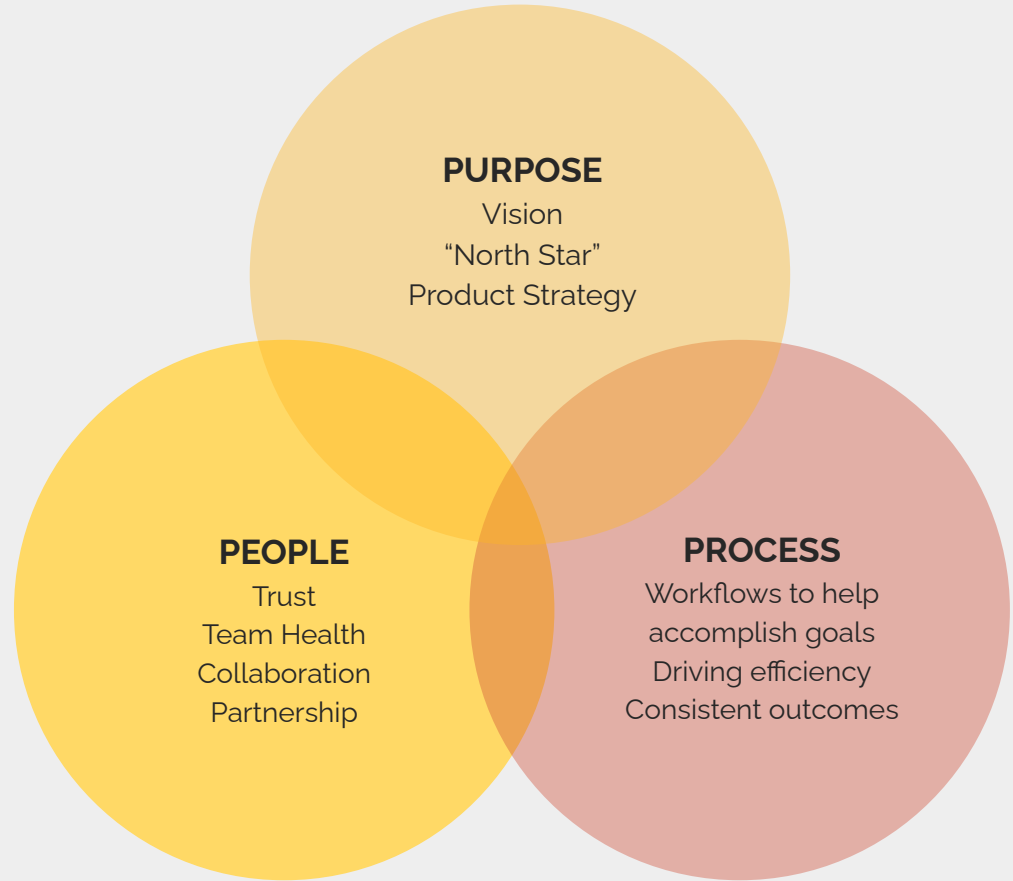 PURPOSE
Vision
“North Star”
Product Strategy
PEOPLE
Trust
Team Health
Collaboration
Partnership
PROCESS
Workflows to help
accomplish goals
Driving efficiency
Consistent outcomes